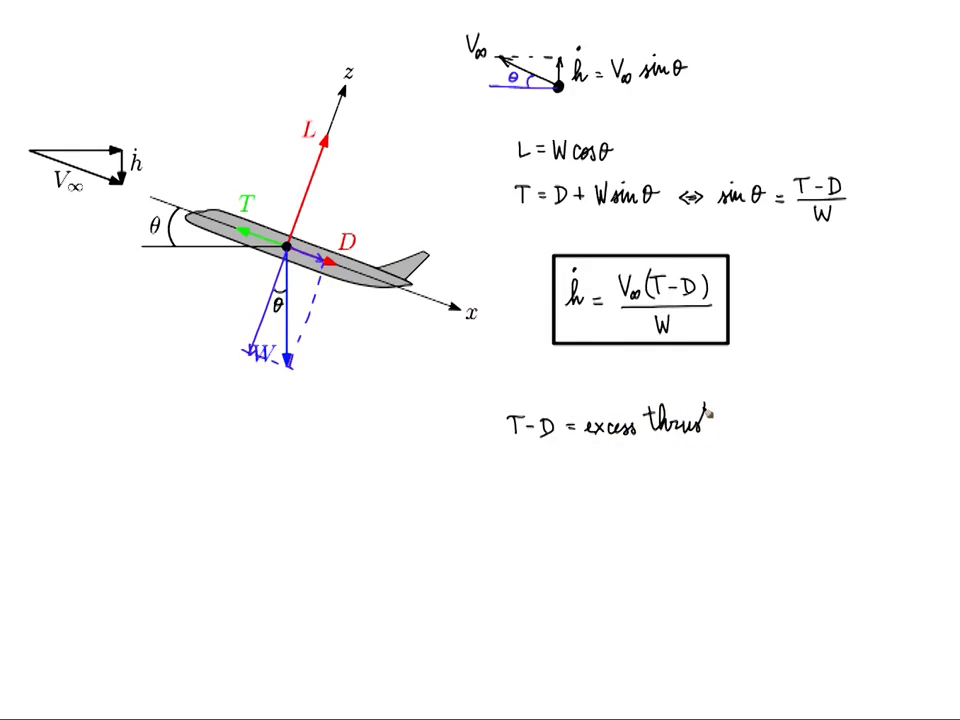 V∞ ḣ = V∞ sin θ
θ
z
L
L = W cos θ
ḣ
V∞
T = D + W sin θ ⇔ sin θ = T-D / W
T
θ
D
ḣ = V∞ (T-D) / W
θ
x
W
T-D = excess thrust